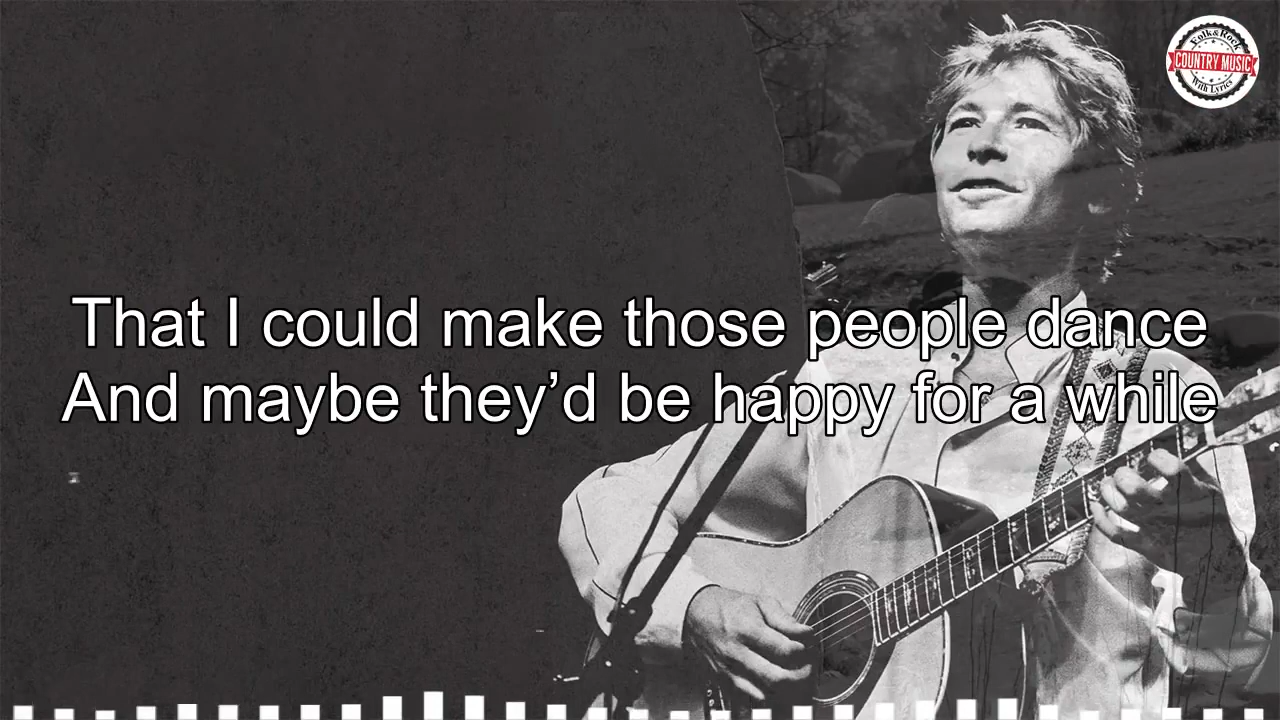 Folk & Rock
COUNTRY MUSIC
With Lyrics
That I could make those people dance
And maybe they’d be happy for a while